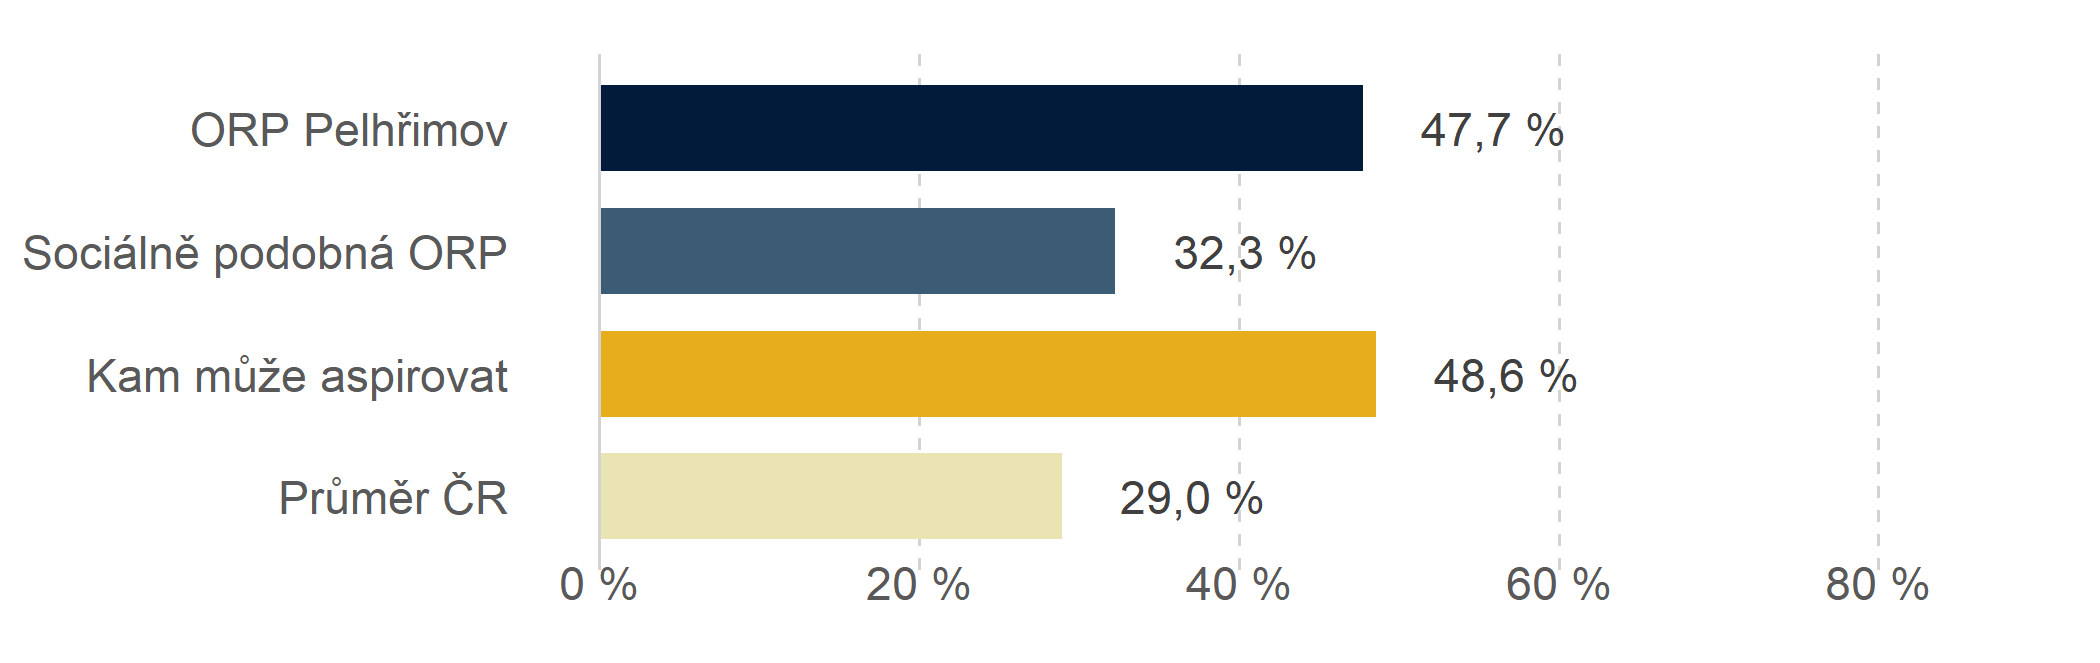 ORP Pelhřimov 47,7 %
Sociálně podobná ORP 32,3 %
Kam může aspirovat 48,6 %
Průměr ČR 29,0 %
0 % 20 % 40 % 60 % 80 %